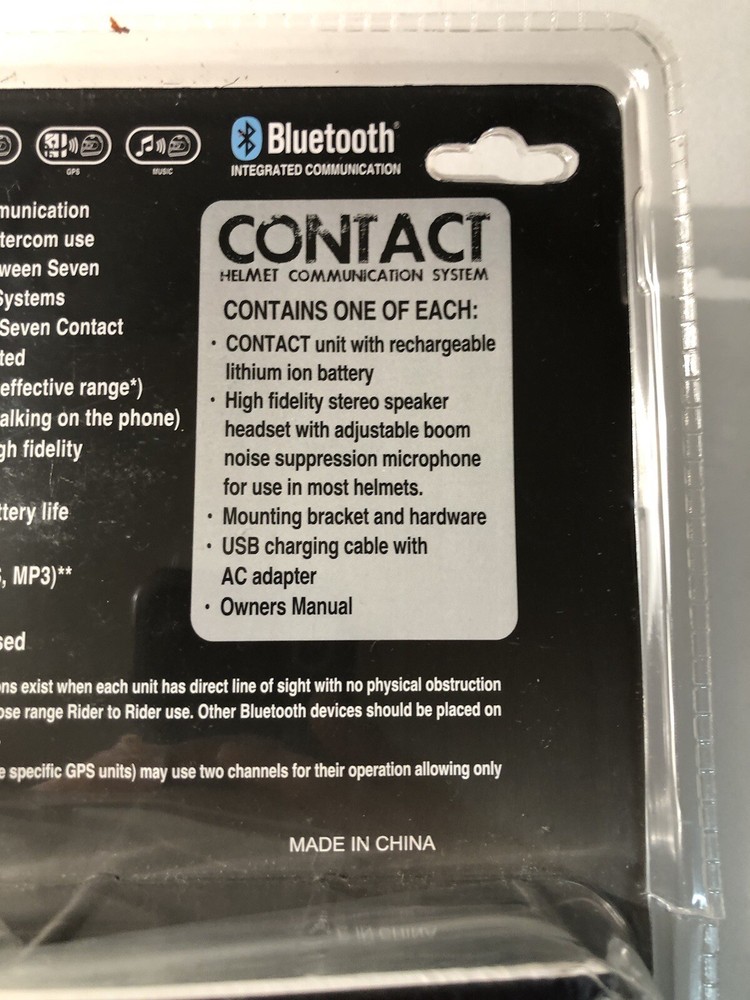 Bluetooth®
INTEGRATED COMMUNICATION
GPS
MUSIC
munication
tercom use
ween Seven
Systems
Seven Contact
ted
effective range*)
alking on the phone)
gh fidelity
ttery life
, MP3)**
sed
CONTACT
HELMET COMMUNICATION SYSTEM
CONTAINS ONE OF EACH:
· CONTACT unit with rechargeable
lithium ion battery
· High fidelity stereo speaker
headset with adjustable boom
noise suppression microphone
for use in most helmets.
· Mounting bracket and hardware
· USB charging cable with
AC adapter
· Owners Manual
ns exist when each unit has direct line of sight with no physical obstruction
ose range Rider to Rider use. Other Bluetooth devices should be placed on
e specific GPS units) may use two channels for their operation allowing only
MADE IN CHINA